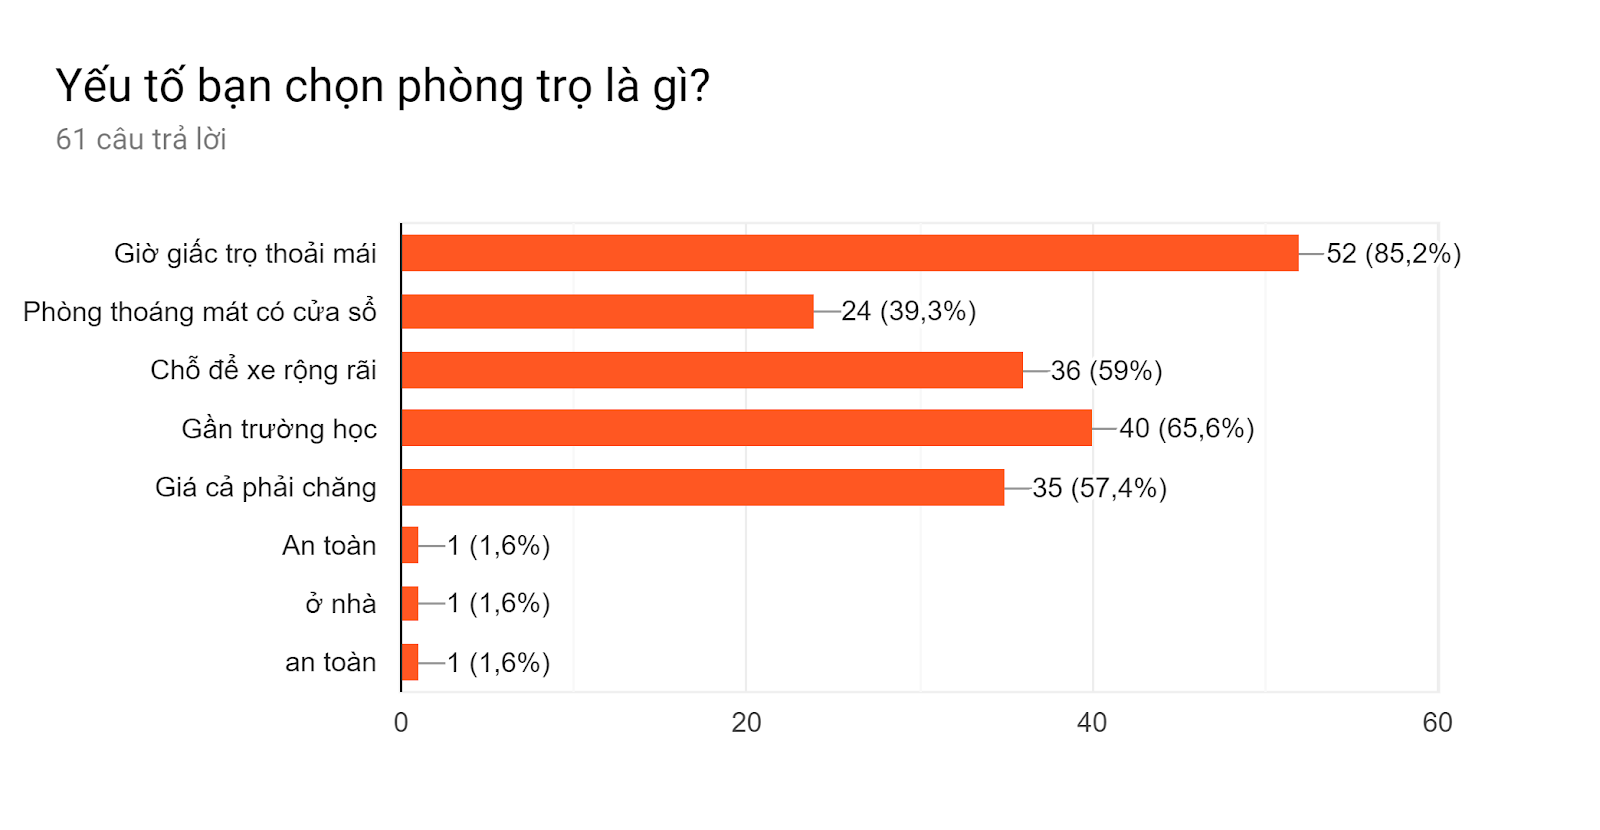 Yếu tố bạn chọn phòng trọ là gì?
61 câu trả lời
Giờ giấc trọ thoải mái 52 (85,2%)
Phòng thoáng mát có cửa sổ 24 (39,3%)
Chỗ để xe rộng rãi 36 (59%)
Gần trường học 40 (65,6%)
Giá cả phải chăng 35 (57,4%)
An toàn 1 (1,6%)
ở nhà 1 (1,6%)
an toàn 1 (1,6%)
0 20 40 60